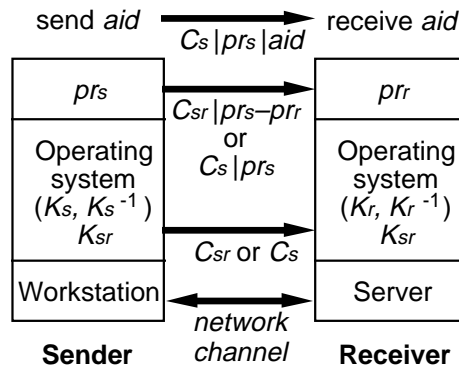 send aid receive aid
Cs | prs | aid
prs prr
Csr | prs–prr
or
Cs | prs
Operating Operating
system system
(Ks, Ks -1) (Kr, Kr -1)
Ksr Ksr
Csr or Cs
Workstation Server
network
channel
Sender Receiver